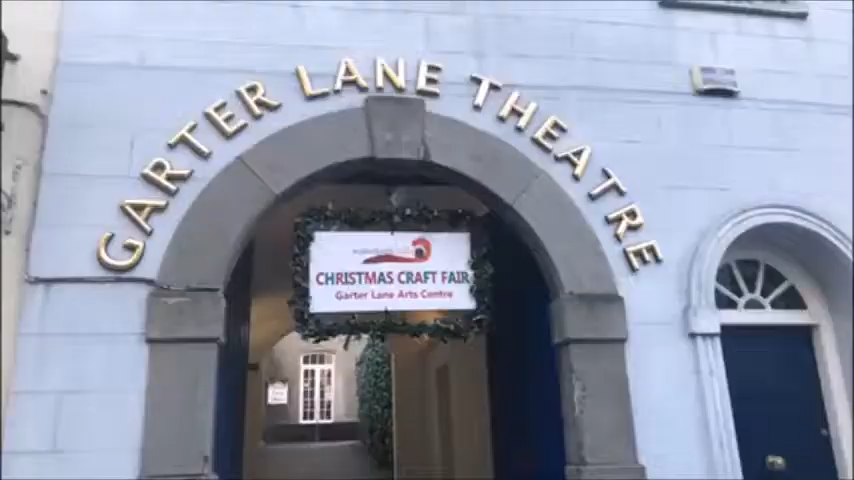 GARTER LANE THEATRE
CHRISTMAS CRAFT FAIR
Garter Lane Arts Centre